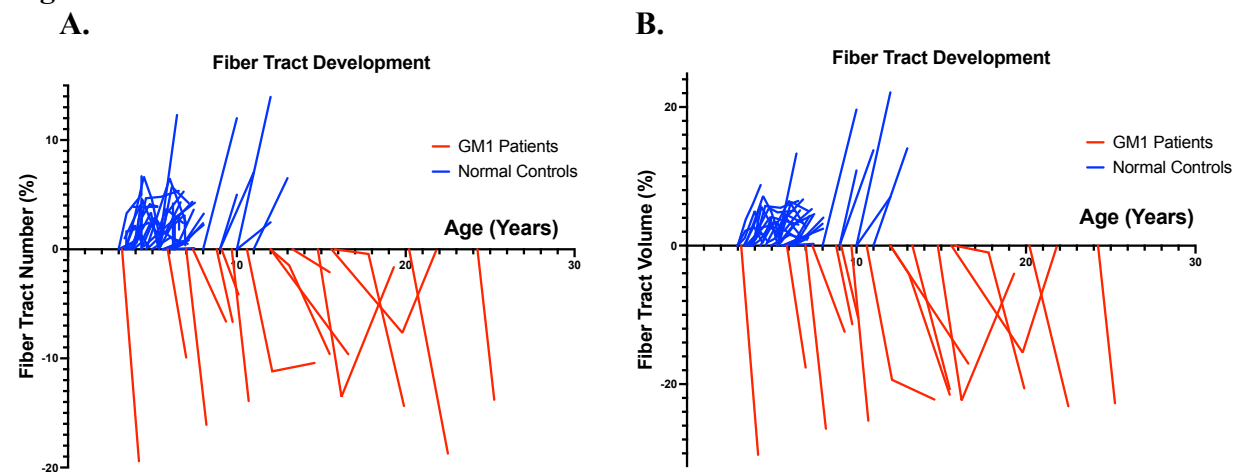 A.
Fiber Tract Development
Fiber Tract Number (%)
10
0
-10
-20
10
20
30
Age (Years)
GM1 Patients
Normal Controls
B.
Fiber Tract Development
Fiber Tract Volume (%)
20
0
-20
10
20
30
Age (Years)
GM1 Patients
Normal Controls